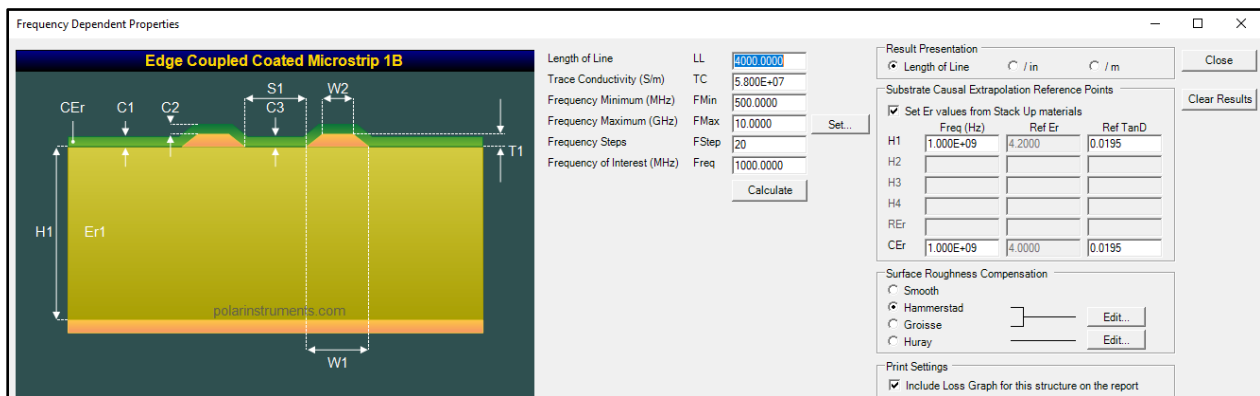 Frequency Dependent Properties
Edge Coupled Coated Microstrip 1B
S1 W2
CEr C1 C2 C3
T1
H1 Er1
polarinstruments.com
W1
Length of Line LL 4000.0000
Trace Conductivity (S/m) TC 5.800E+07
Frequency Minimum (MHz) FMin 500.0000
Frequency Maximum (GHz) FMax 10.0000 Set...
Frequency Steps FStep 20
Frequency of Interest (MHz) Freq 1000.0000
Calculate
Result Presentation
Length of Line / in / m
Substrate Causal Extrapolation Reference Points
Set Er values from Stack Up materials
Freq (Hz) Ref Er Ref TanD
H1 1.000E+09 4.2000 0.0195
H2
H3
H4
REr
CEr 1.000E+09 4.0000 0.0195
Surface Roughness Compensation
Smooth
Hammerstad
Edit...
Groisse
Huray Edit...
Print Settings
Include Loss Graph for this structure on the report
Close
Clear Results